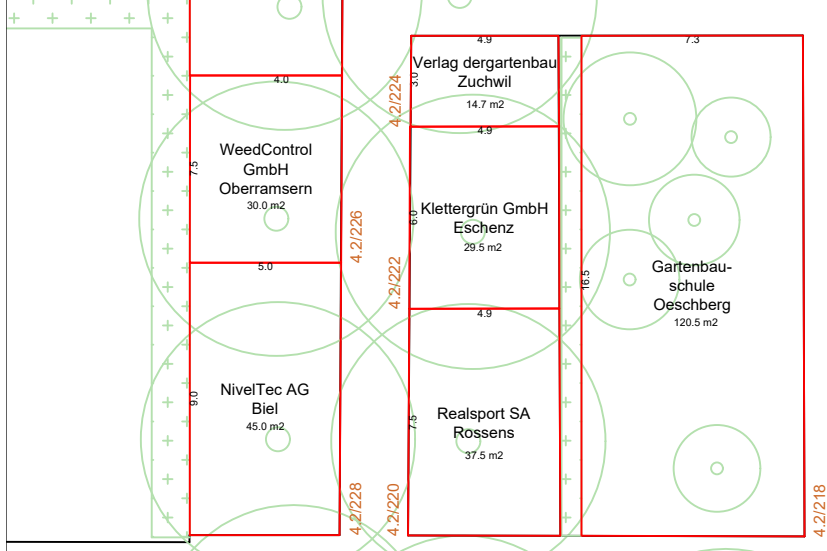 4.0
7.5
WeedControl
GmbH
Oberramsern
30.0 m2
4.2/226
5.0
9.0
NivelTec AG
Biel
45.0 m2
4.2/228
4.9
3.0
4.2/224
Verlag dergartenbau
Zuchwil
14.7 m2
4.9
6.0
Klettergrün GmbH
Eschenz
29.5 m2
4.2/222
4.9
7.5
Realsport SA
Rossens
37.5 m2
4.2/220
7.3
16.5
Gartenbau-
schule
Oeschberg
120.5 m2
4.2/218